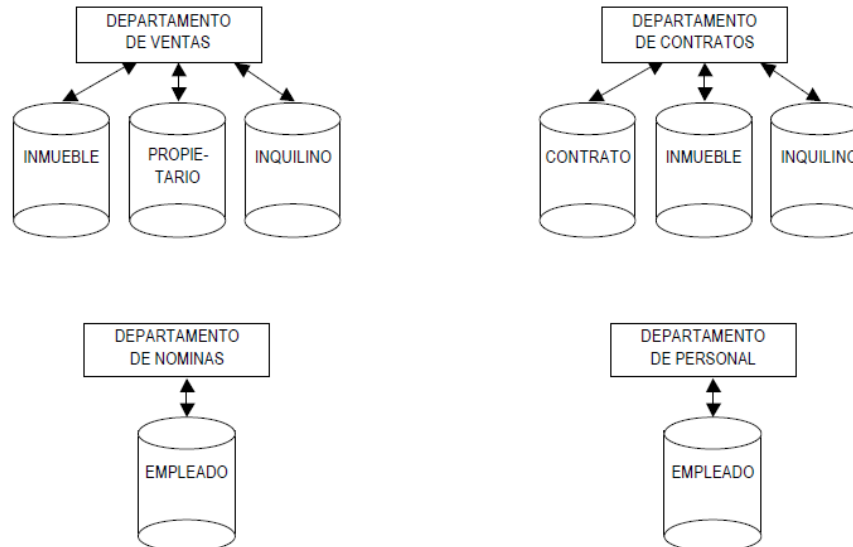 DEPARTAMENTO
DE VENTAS
INMUEBLE
PROPIE-
TARIO
INQUILINO
DEPARTAMENTO
DE CONTRATOS
CONTRATO
INMUEBLE
INQUILINO
DEPARTAMENTO
DE NOMINAS
EMPLEADO
DEPARTAMENTO
DE PERSONAL
EMPLEADO